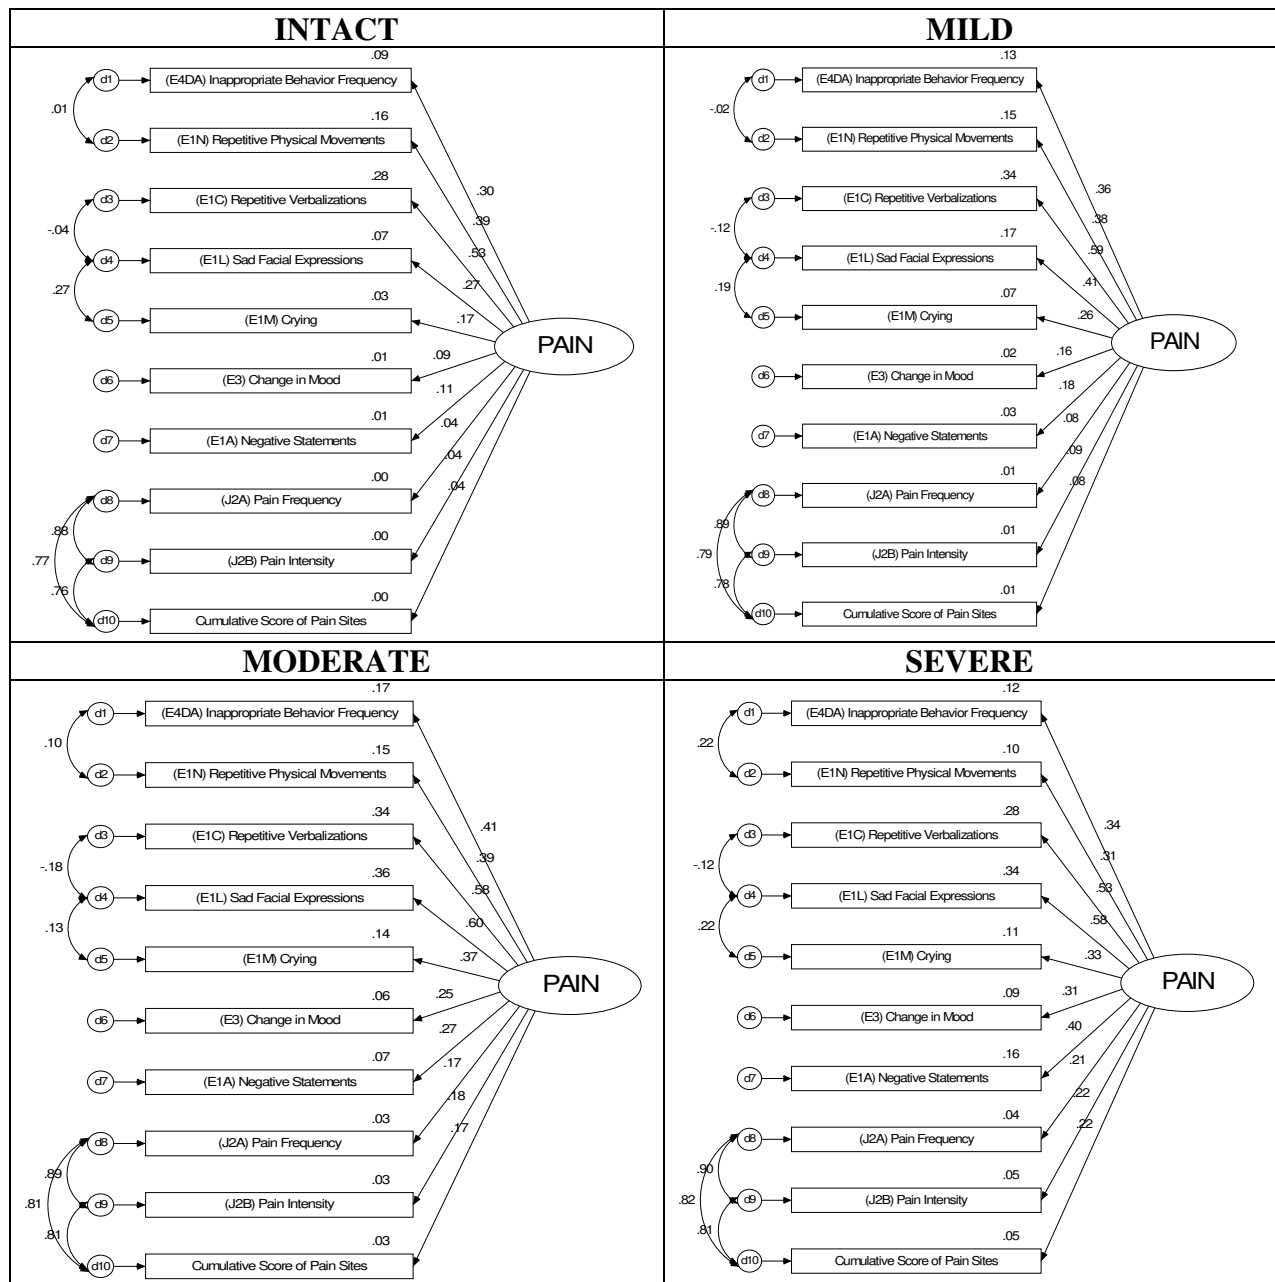 INTACT
.09
d1
(E4DA) Inappropriate Behavior Frequency
.01
.16
d2
(E1N) Repetitive Physical Movements
.28
.30
d3
(E1C) Repetitive Verbalizations
.39
-.04
.07
.53
d4
(E1L) Sad Facial Expressions
.27
.27
.03
d5
(E1M) Crying
.17
PAIN
.01
.09
d6
(E3) Change in Mood
.11
.01
.04
d7
(E1A) Negative Statements
.04
.00
.04
d8
(J2A) Pain Frequency
.88
.00
.77
d9
(J2B) Pain Intensity
.76
.00
d10
Cumulative Score of Pain Sites
MILD
.13
d1
(E4DA) Inappropriate Behavior Frequency
-.02
.15
d2
(E1N) Repetitive Physical Movements
.34
.36
d3
(E1C) Repetitive Verbalizations
.38
-.12
.17
.59
d4
(E1L) Sad Facial Expressions
.41
.19
.07
d5
(E1M) Crying
.26
PAIN
.02
.16
d6
(E3) Change in Mood
.18
.03
.08
d7
(E1A) Negative Statements
.09
.01
.08
d8
(J2A) Pain Frequency
.89
.01
.79
d9
(J2B) Pain Intensity
.78
.01
d10
Cumulative Score of Pain Sites
MODERATE
.17
d1
(E4DA) Inappropriate Behavior Frequency
.10
.15
d2
(E1N) Repetitive Physical Movements
.34
.41
d3
(E1C) Repetitive Verbalizations
.39
-.18
.36
.58
d4
(E1L) Sad Facial Expressions
.60
.13
.14
d5
(E1M) Crying
.37
PAIN
.06
.25
d6
(E3) Change in Mood
.27
.07
.17
d7
(E1A) Negative Statements
.18
.03
.17
d8
(J2A) Pain Frequency
.89
.03
.81
d9
(J2B) Pain Intensity
.81
.03
d10
Cumulative Score of Pain Sites
SEVERE
.12
d1
(E4DA) Inappropriate Behavior Frequency
.22
.10
d2
(E1N) Repetitive Physical Movements
.28
.34
d3
(E1C) Repetitive Verbalizations
.31
-.12
.34
.53
d4
(E1L) Sad Facial Expressions
.58
.22
.11
d5
(E1M) Crying
.33
PAIN
.09
.31
d6
(E3) Change in Mood
.40
.16
.21
d7
(E1A) Negative Statements
.22
.04
.22
d8
(J2A) Pain Frequency
.90
.05
.82
d9
(J2B) Pain Intensity
.81
.05
d10
Cumulative Score of Pain Sites